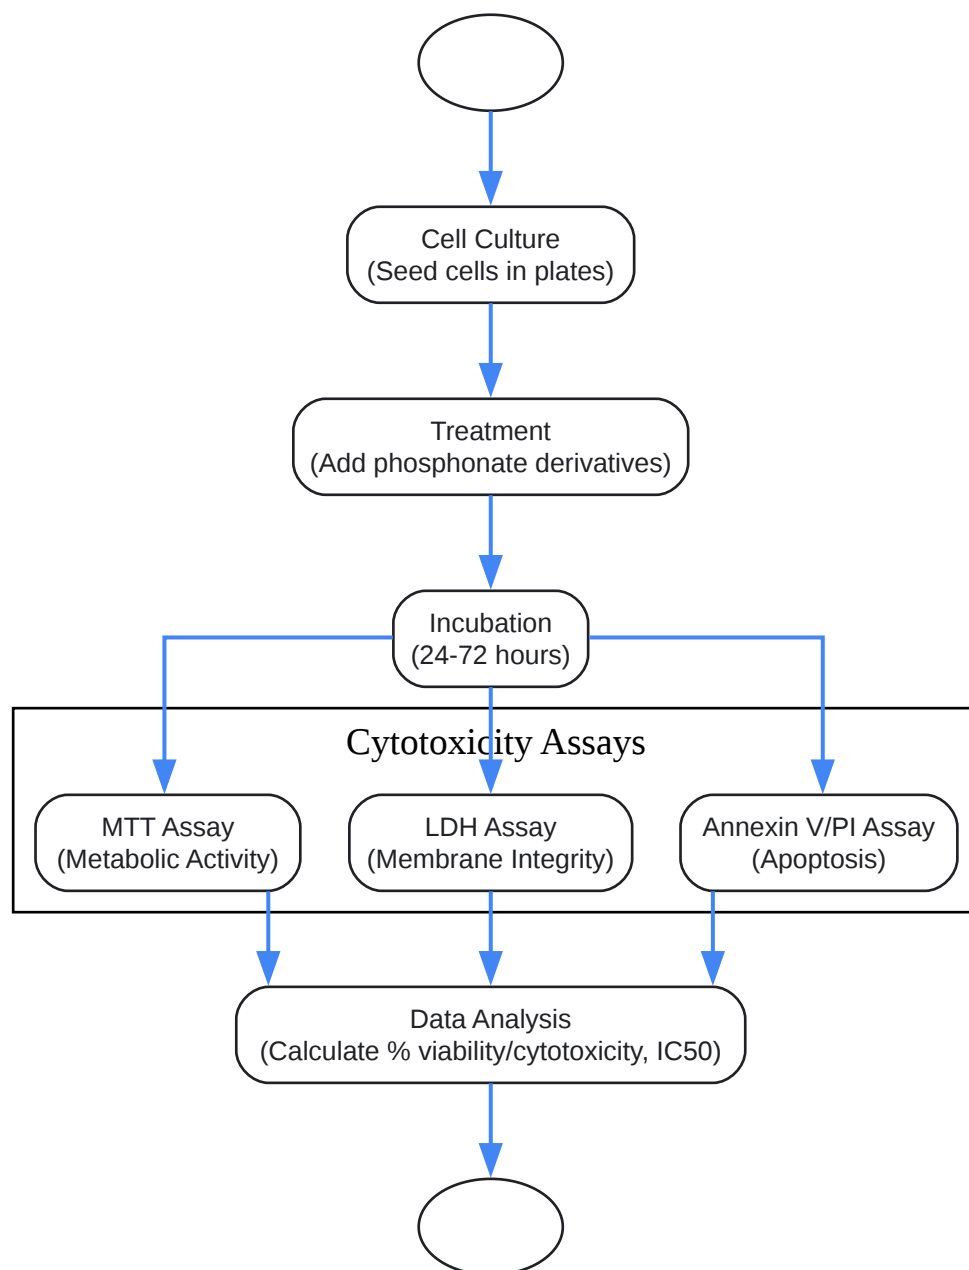 Cell Culture
(Seed cells in plates)
Treatment
(Add phosphonate derivatives)
Incubation
(24-72 hours)
Cytotoxicity Assays
MTT Assay
(Metabolic Activity)
LDH Assay
(Membrane Integrity)
Annexin V/PI Assay
(Apoptosis)
Data Analysis
(Calculate % viability/cytotoxicity, IC50)